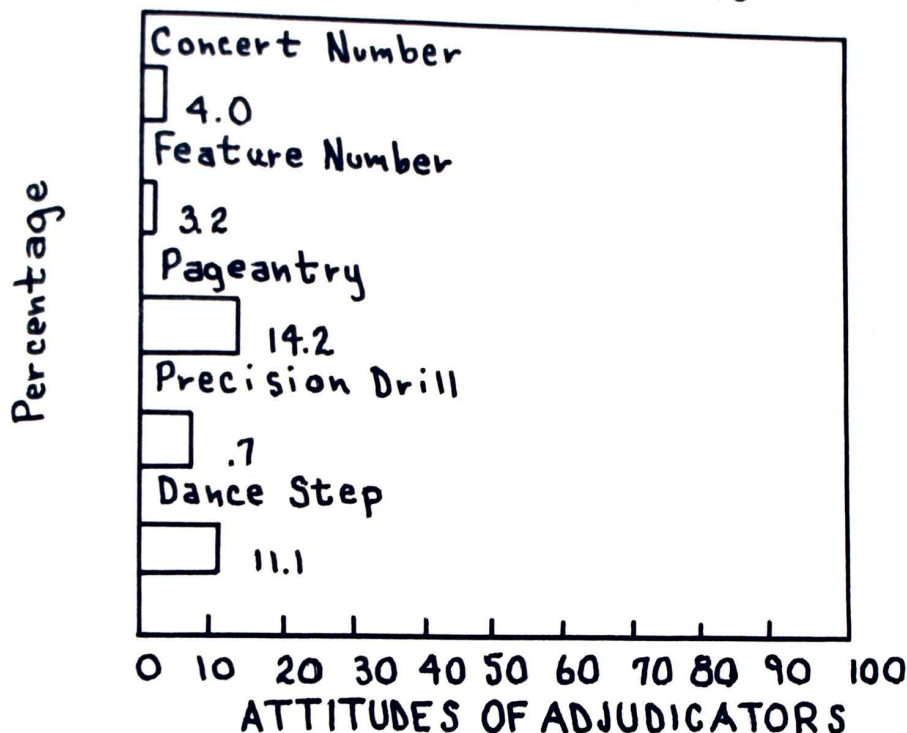 Concert Number
4.0
Feature Number
3.2
Pageantry
14.2
Precision Drill
.7
Dance Step
11.1
Percentage
0 10 20 30 40 50 60 70 80 90 100
ATTITUDES OF ADJUDICATORS